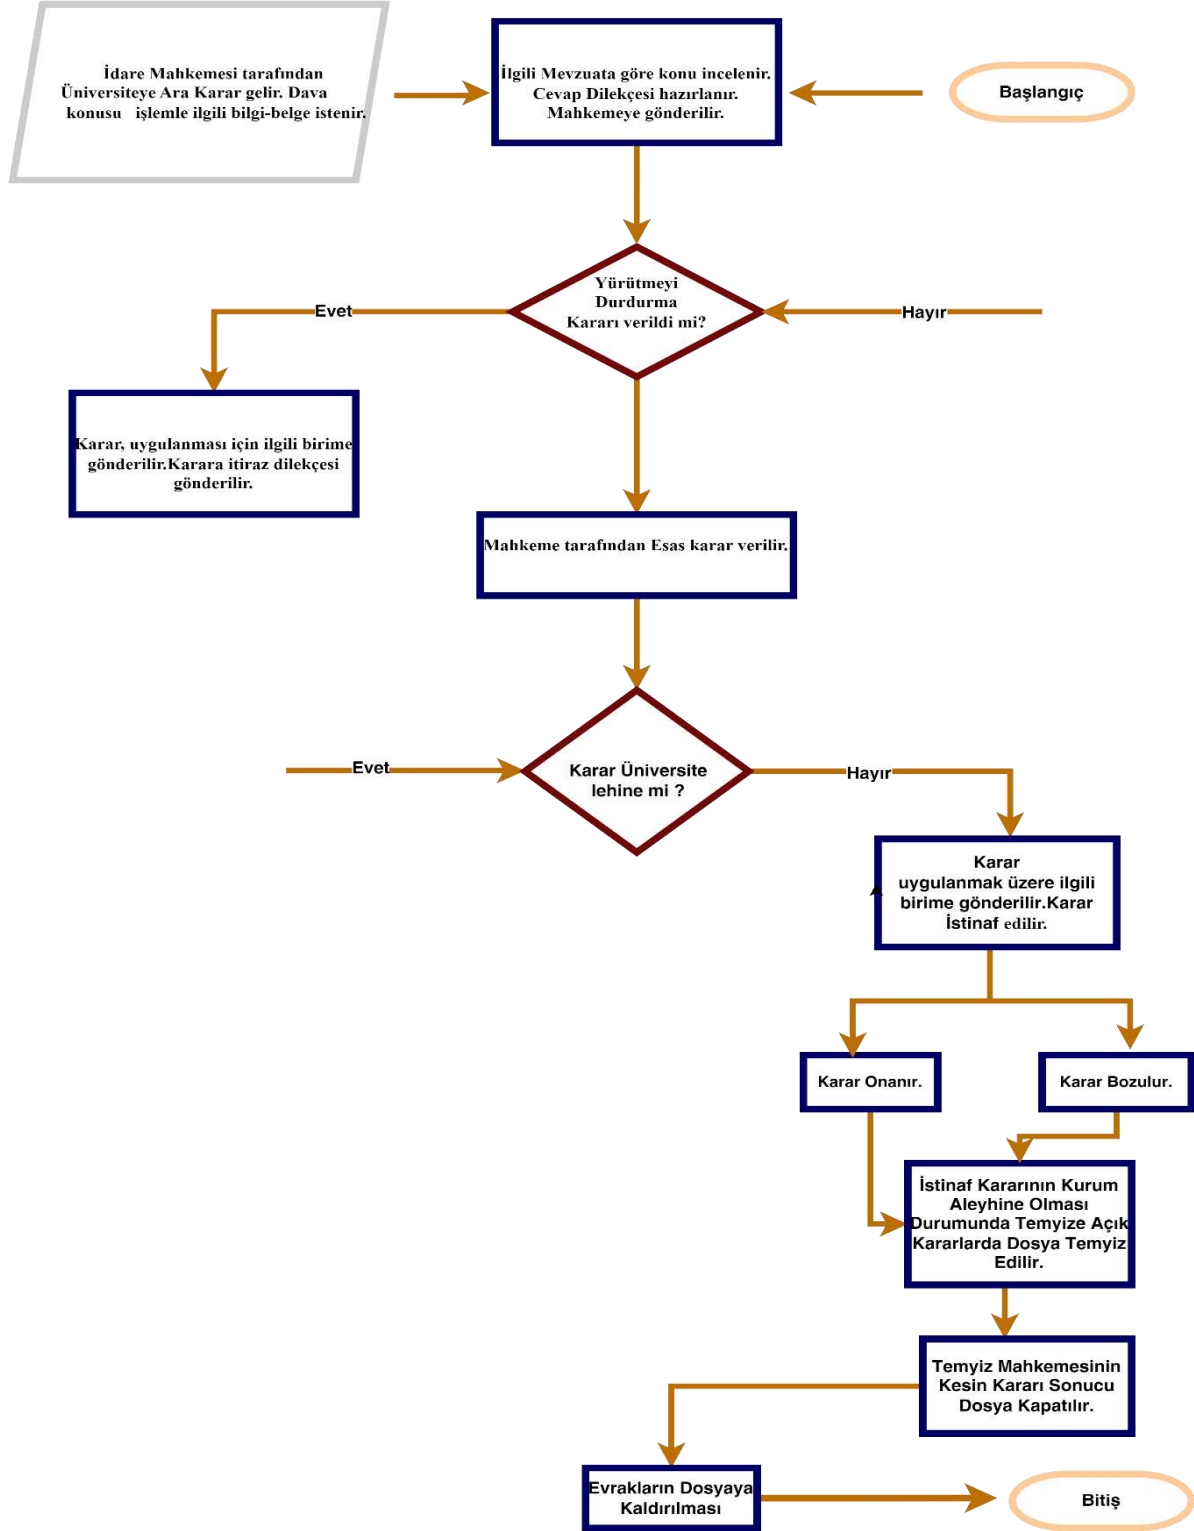 İdare Mahkemesi tarafından
Üniversiteye Ara Karar gelir. Dava
konusu işlemle ilgili bilgi-belge istenir.
İlgili Mevzuata göre konu incelenir.
Cevap Dilekçesi hazırlanır.
Mahkemeye gönderilir.
Başlangıç
Yürütmeyi
Durdurma
Kararı verildi mi?
Evet
Hayır
Karar, uygulanması için ilgili birime
gönderilir.Karara itiraz dilekçesi
gönderilir.
Mahkeme tarafından Esas karar verilir.
Evet
Karar Üniversite
lehine mi ?
Hayır
Karar
uygulanmak üzere ilgili
birime gönderilir.Karar
İstinaf edilir.
Karar Onanır.
Karar Bozulur.
İstinaf Kararının Kurum
Aleyhine Olması
Durumunda Temyize Açık
Kararlarda Dosya Temyiz
Edilir.
Temyiz Mahkemesinin
Kesin Kararı Sonucu
Dosya Kapatılır.
Evrakların Dosyaya
Kaldırılması
Bitiş